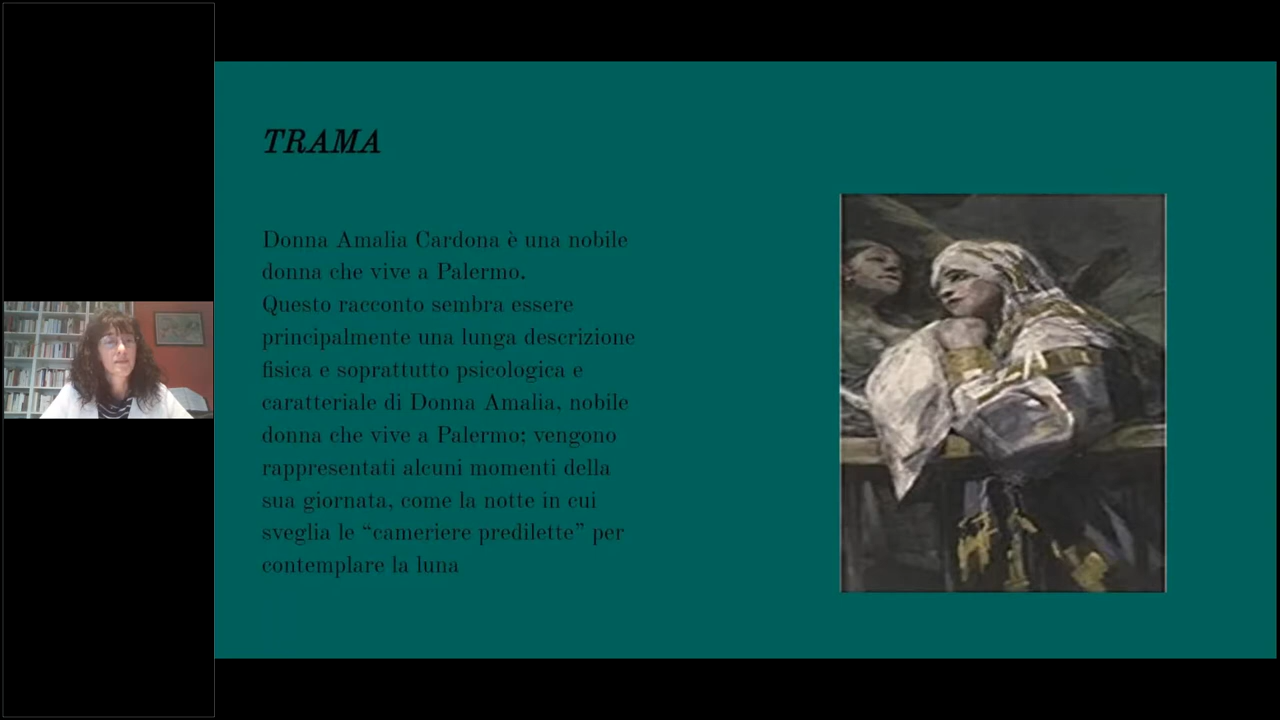 TRAMA
Donna Amalia Cardona è una nobile
donna che vive a Palermo.
Questo racconto sembra essere
principalmente una lunga descrizione
fisica e soprattutto psicologica e
caratteriale di Donna Amalia, nobile
donna che vive a Palermo; vengono
rappresentati alcuni momenti della
sua giornata, come la notte in cui
sveglia le “cameriere predilette” per
contemplare la luna